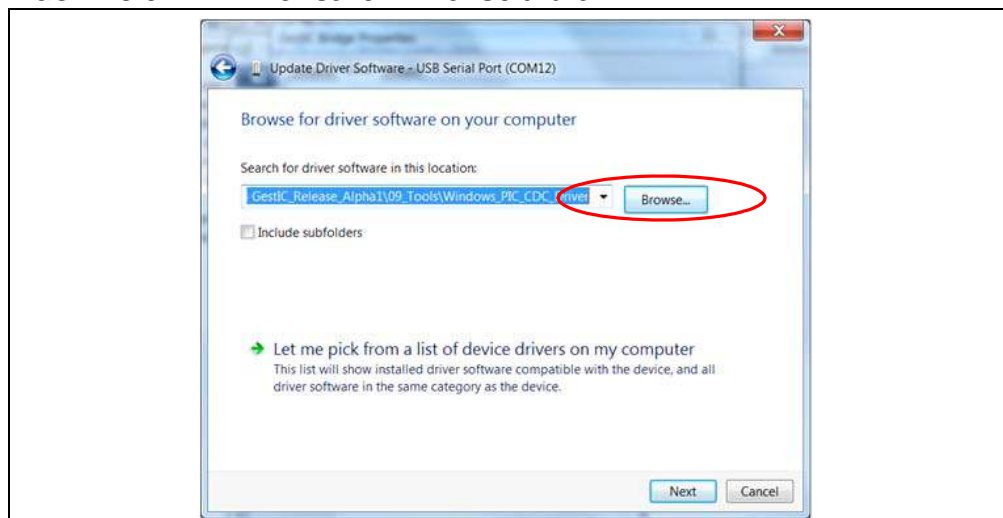 Update Driver Software - USB Serial Port (COM12)
Browse for driver software on your computer
Search for driver software in this location:
GestIC_Release_Alpha1\09_Tools\Windows_PIC_CDC_Driver
Browse...
Include subfolders
Let me pick from a list of device drivers on my computer
This list will show installed driver software compatible with the device, and all
driver software in the same category as the device.
Next
Cancel